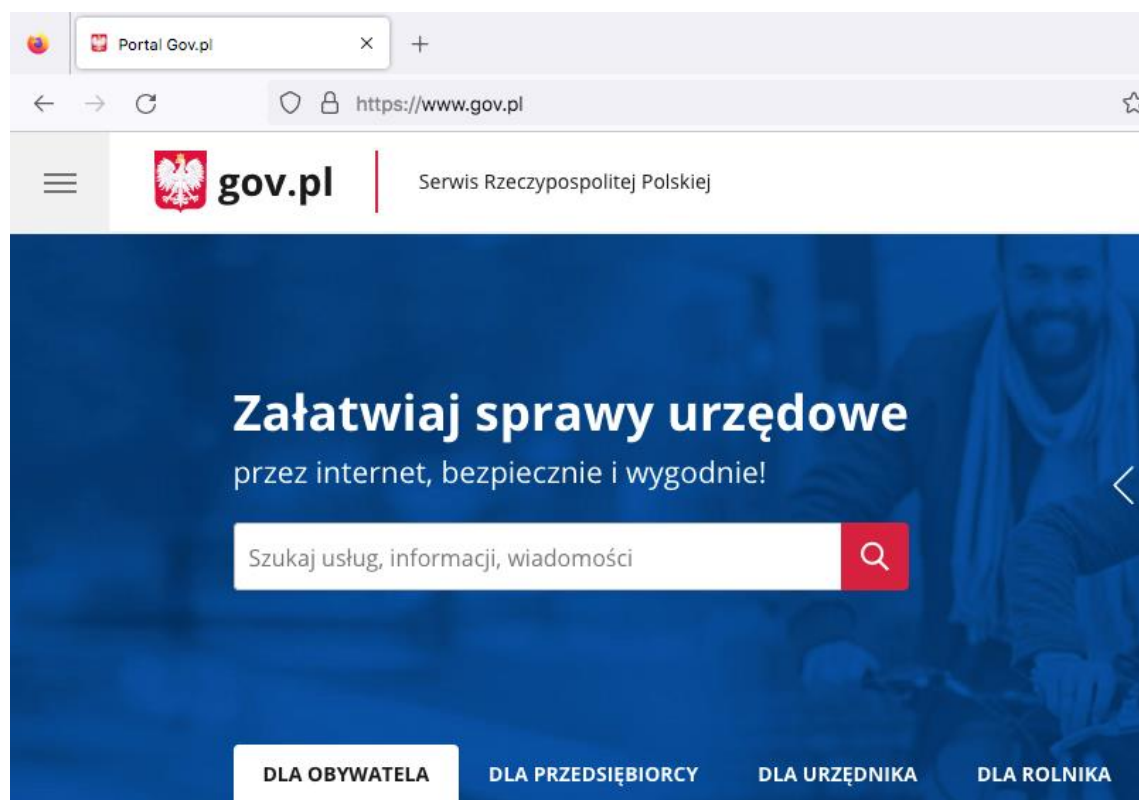 Portal Gov.pl
https://www.gov.pl
gov.pl
Serwis Rzeczypospolitej Polskiej
Załatwiaj sprawy urzędowe
przez internet, bezpiecznie i wygodnie!
Szukaj usług, informacji, wiadomości
DLA OBYWATELA DLA PRZEDSIĘBIORCY DLA URZĘDNIKA DLA ROLNIKA